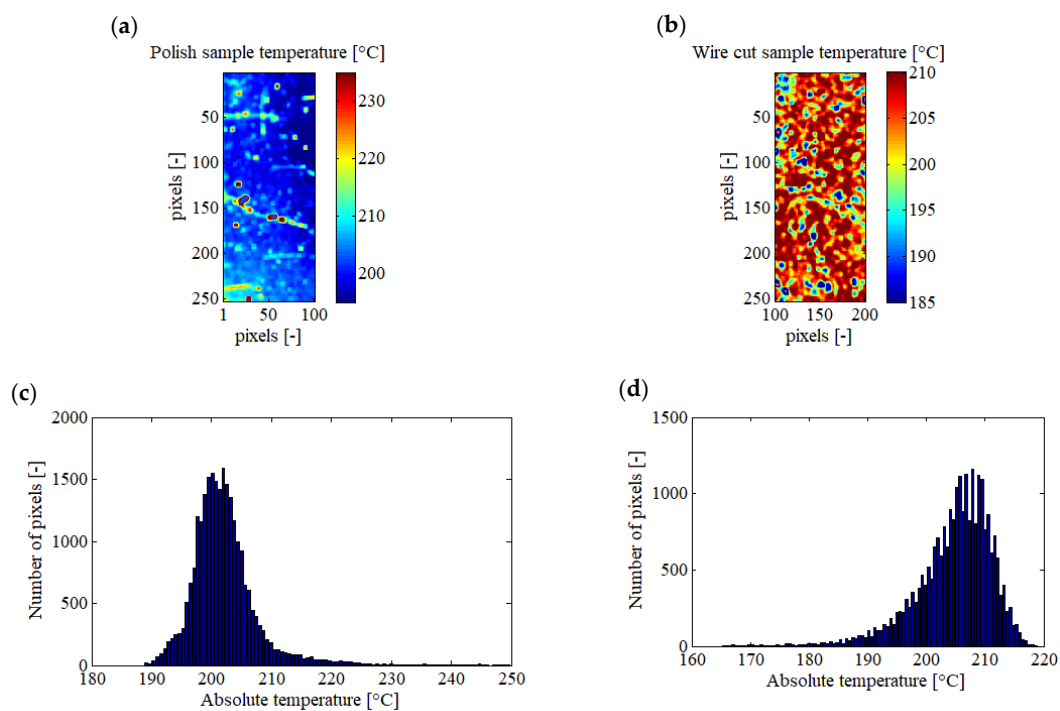 (a)
Polish sample temperature [°C]
50
100
150
200
250
pixels [-]
1 50 100
pixels [-]
230
220
210
200
(b)
Wire cut sample temperature [°C]
50
100
150
200
250
pixels [-]
100 150 200
pixels [-]
210
205
200
195
190
185
(c)
2000
1500
1000
500
0
Number of pixels [-]
180 190 200 210 220 230 240 250
Absolute temperature [°C]
(d)
1500
1000
500
0
Number of pixels [-]
160 170 180 190 200 210 220
Absolute temperature [°C]